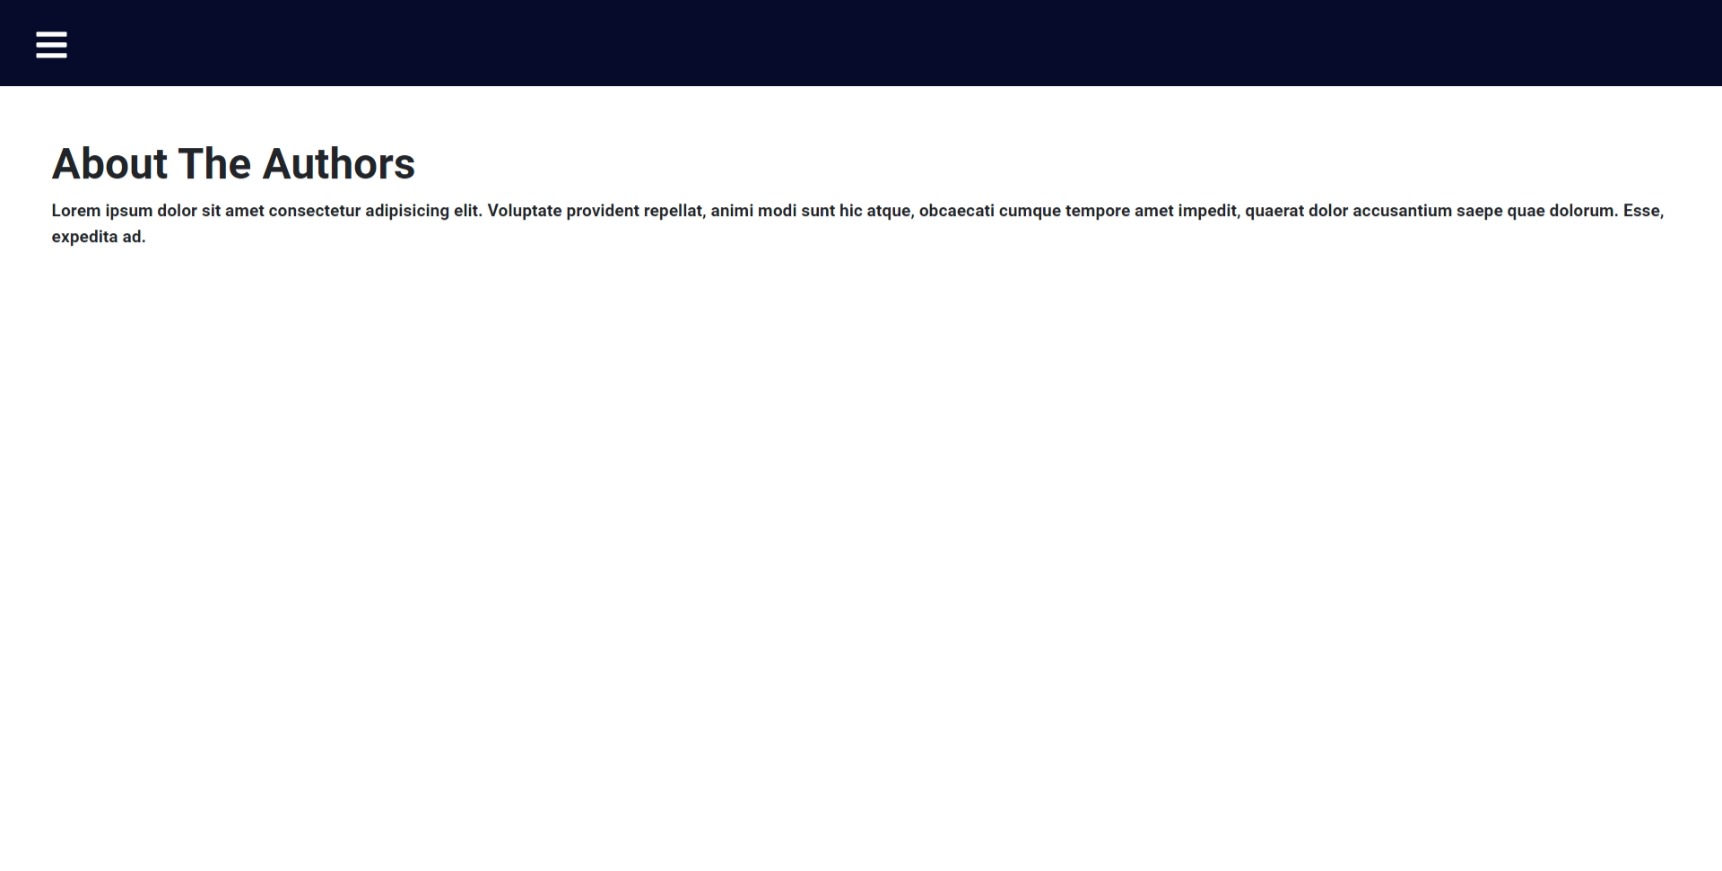 About The Authors
Lorem ipsum dolor sit amet consectetur adipisicing elit. Voluptate provident repellat, animi modi sunt hic atque, obcaecati cumque tempore amet impedit, quaerat dolor accusantium saepe quae dolorum. Esse,
expedita ad.